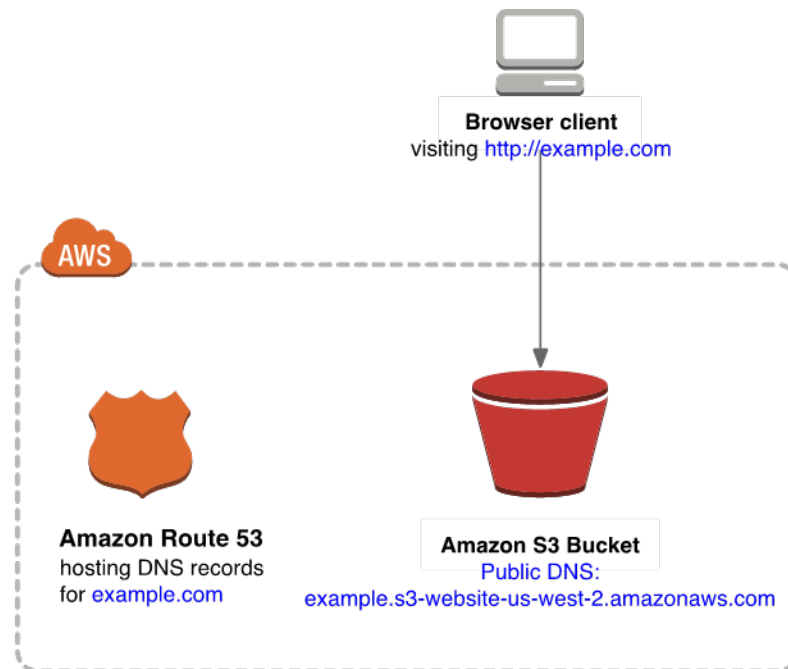 Browser client
visiting http://example.com
AWS
Amazon Route 53
hosting DNS records
for example.com
Amazon S3 Bucket
Public DNS:
example.s3-website-us-west-2.amazonaws.com